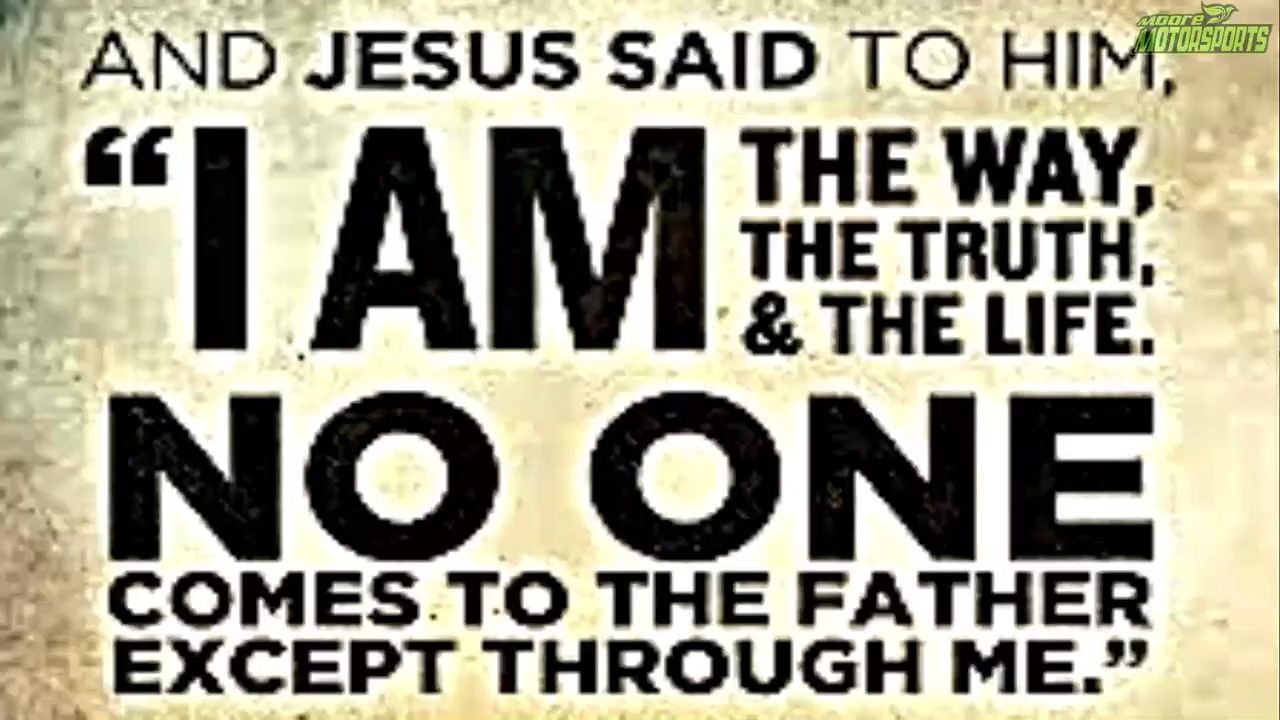 MOORE
MOTORSPORTS
AND JESUS SAID TO HIM,
“I AM
THE WAY,
THE TRUTH,
& THE LIFE.
NO ONE
COMES TO THE FATHER
EXCEPT THROUGH ME.”